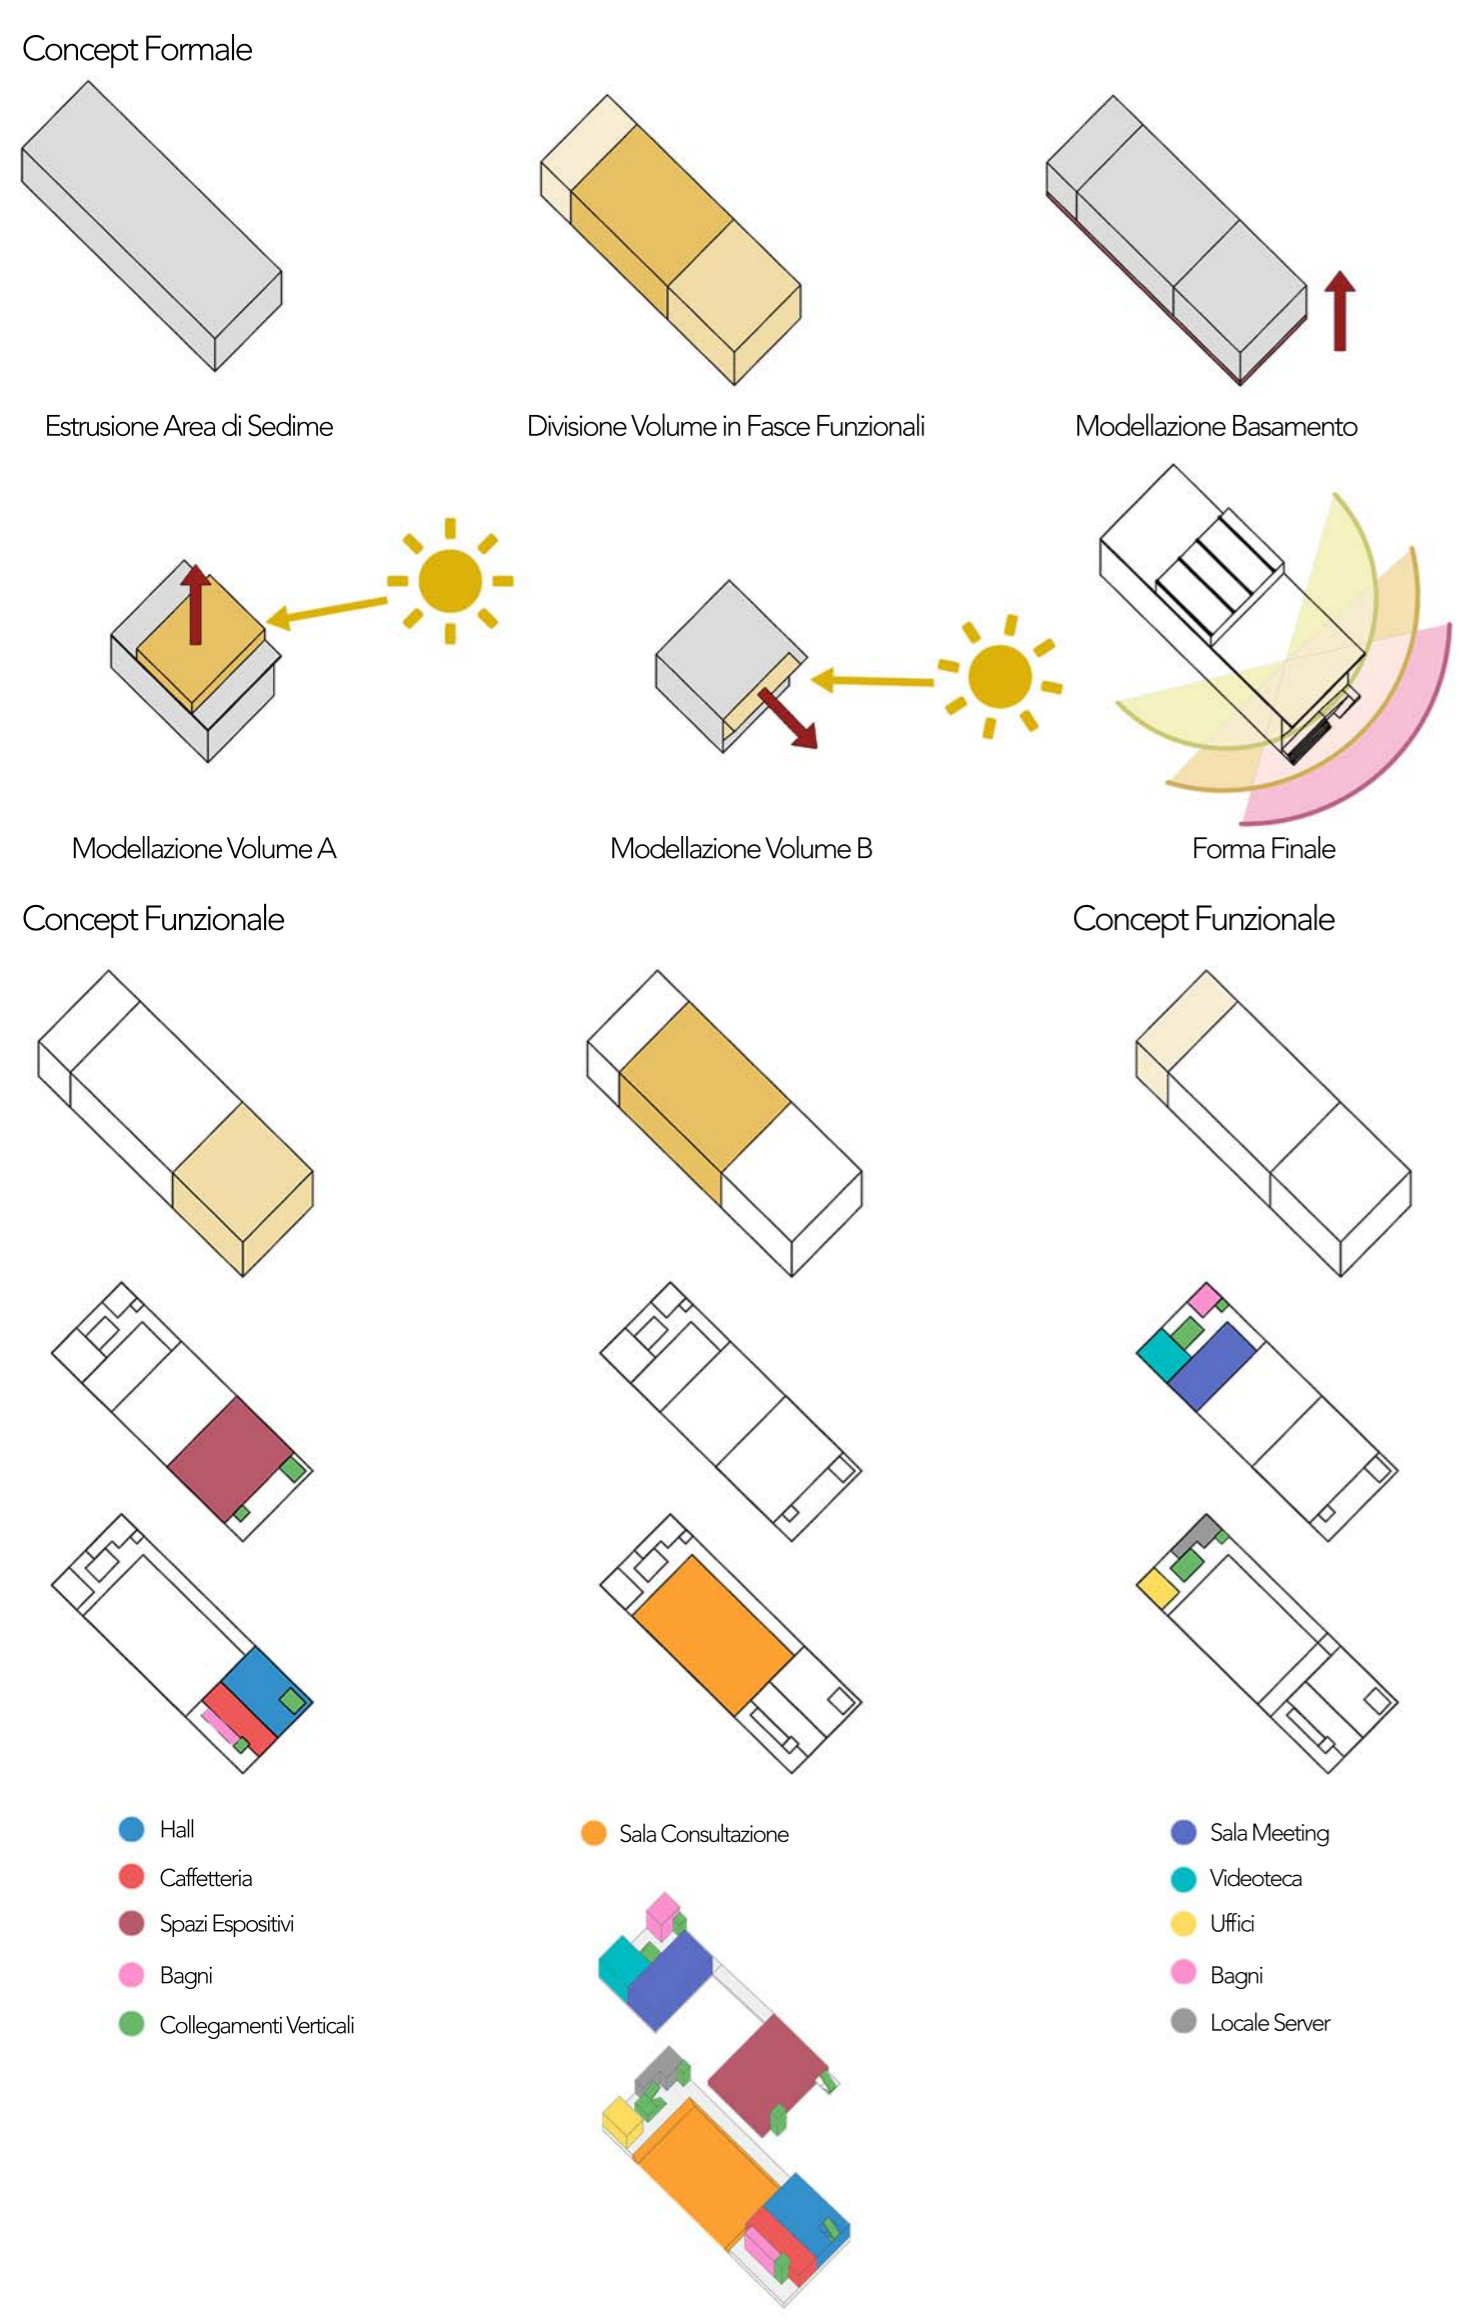 Concept Formale
Estrusione Area di Sedime
Divisione Volume in Fasce Funzionali
Modellazione Basamento
Modellazione Volume A
Modellazione Volume B
Forma Finale
Concept Funzionale
Concept Funzionale
Hall
Caffetteria
Spazi Espositivi
Bagni
Collegamenti Verticali
Sala Consultazione
Sala Meeting
Videoteca
Uffici
Bagni
Locale Server